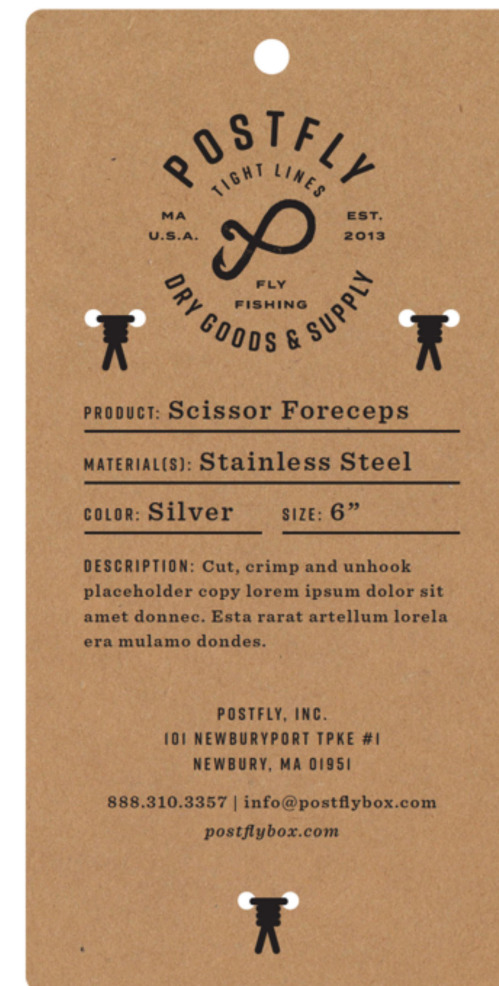 POSTFLY
TIGHT LINES
MA
U.S.A.
EST.
2013
FLY
FISHING
DRY GOODS & SUPPLY
PRODUCT: Scissor Foreceps
MATERIAL(S): Stainless Steel
COLOR: Silver SIZE: 6”
DESCRIPTION: Cut, crimp and unhook
placeholder copy lorem ipsum dolor sit
amet donnec. Esta rarat artellum lorela
era mulamo dondes.
POSTFLY, INC.
101 NEWBURYPORT TPKE #1
NEWBURY, MA 01951
888.310.3357 | info@postflybox.com
postflybox.com